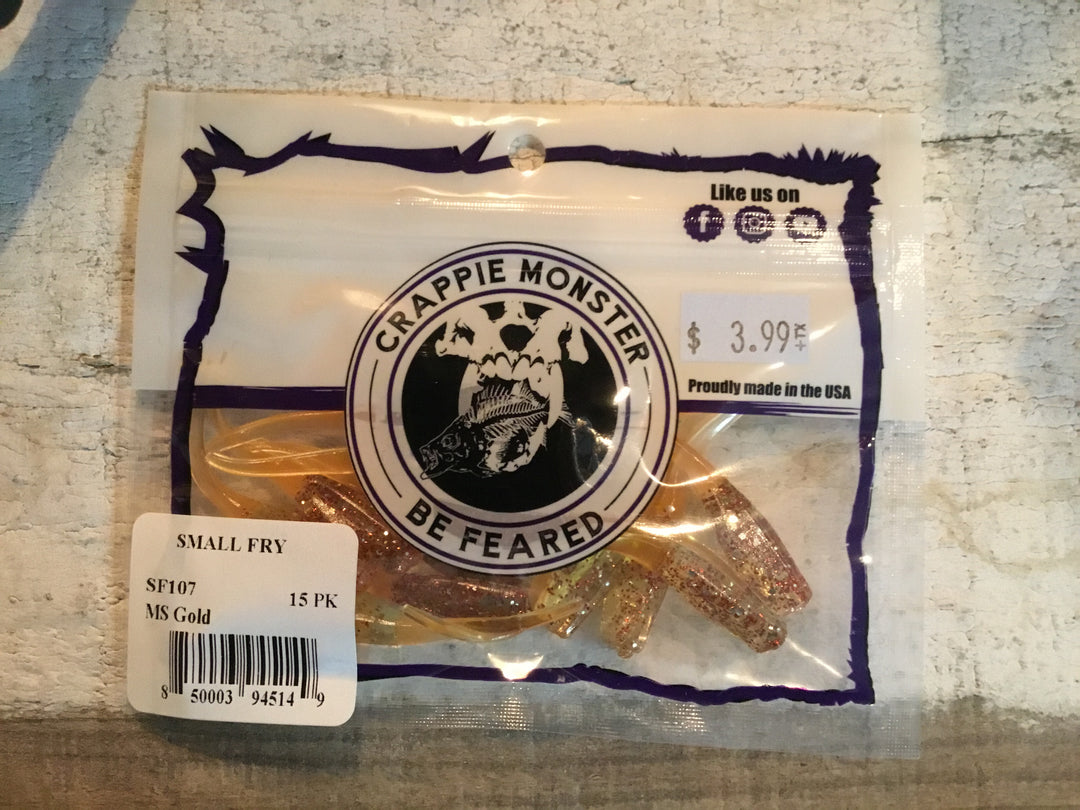 Like us on
CRAPPIE MONSTER
$ 3.99
Proudly made in the USA
BE FEARED
SMALL FRY
SF107
15 PK
MS Gold
8 50003 94514 9